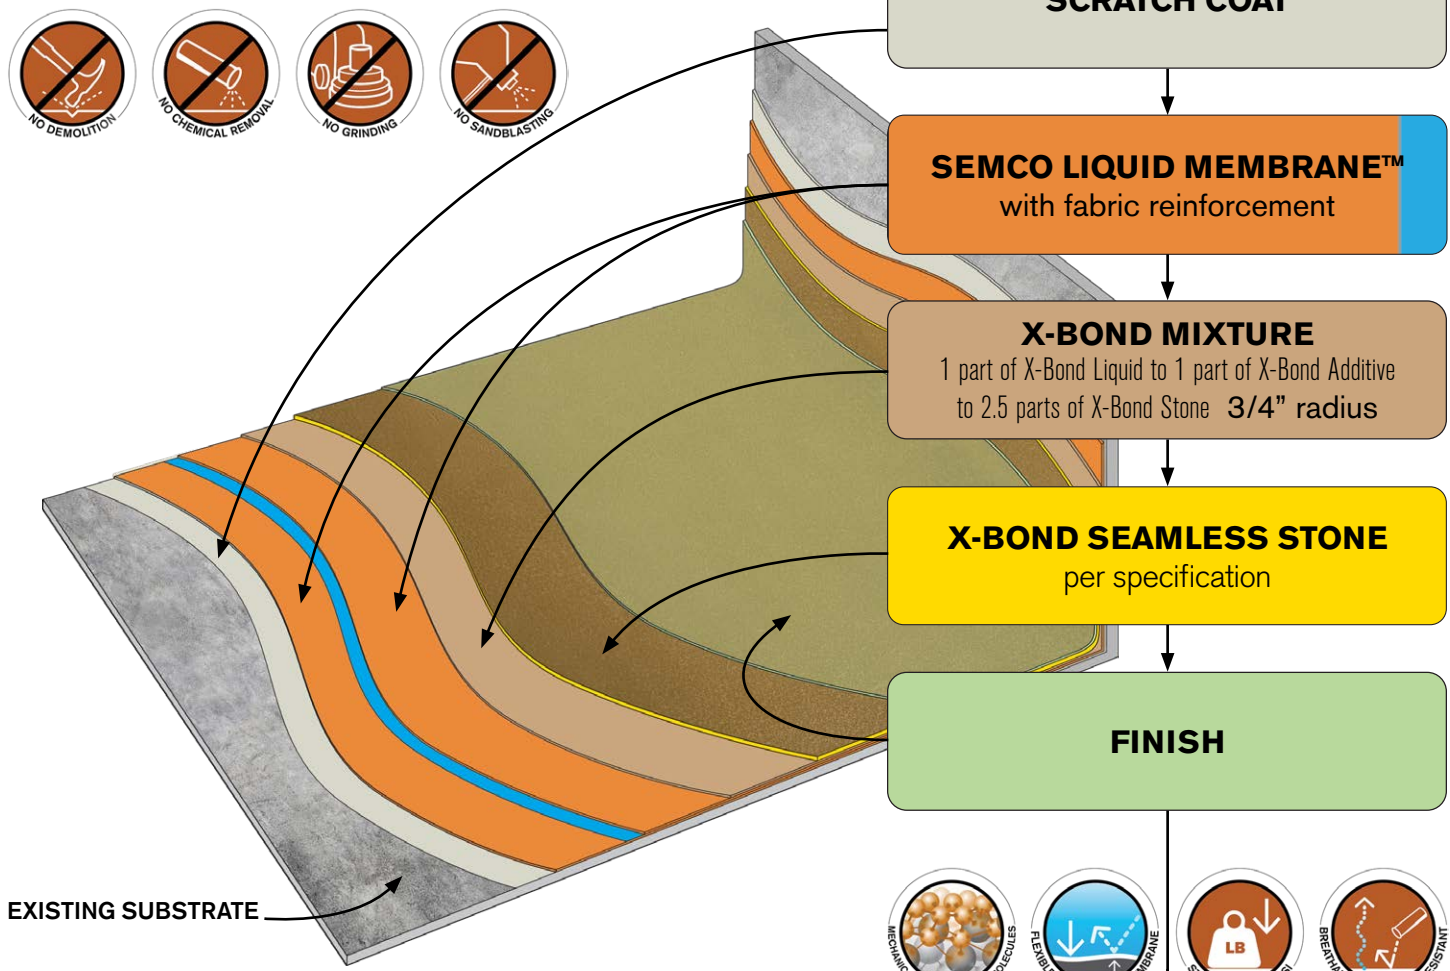 SCRATCH COAT
NO DEMOLITION
NO CHEMICAL REMOVAL
NO GRINDING
NO SANDBLASTING
SEMCO LIQUID MEMBRANE™
with fabric reinforcement
X-BOND MIXTURE
1 part of X-Bond Liquid to 1 part of X-Bond Additive
to 2.5 parts of X-Bond Stone 3/4” radius
X-BOND SEAMLESS STONE
per specification
FINISH
EXISTING SUBSTRATE
FLEXIBLE
LB